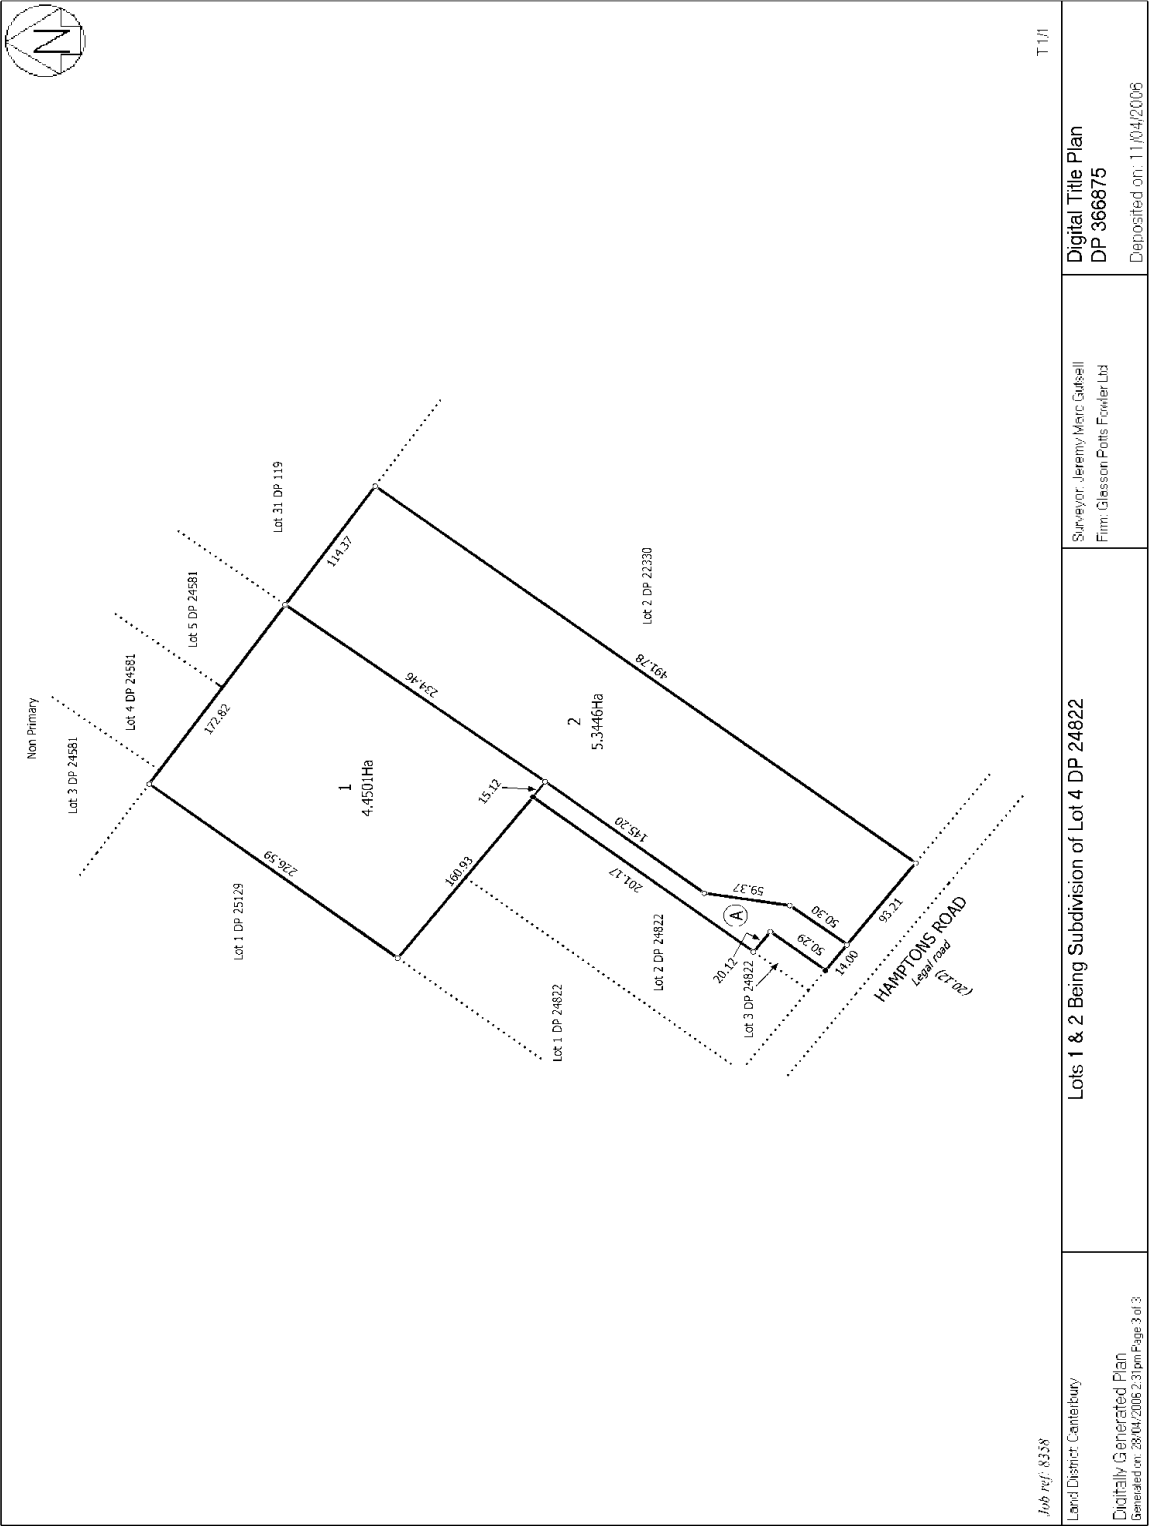 N
T 1/1
Non Primary
Lot 3 DP 24581
Lot 4 DP 24581
Lot 5 DP 24581
Lot 31 DP 119
172.82
114.37
Lot 1 DP 25129
226.59
1
4.4501Ha
234.46
2
5.3446Ha
Lot 2 DP 22330
491.78
160.93
15.12
201.17
145.20
Lot 1 DP 24822
Lot 2 DP 24822
Lot 3 DP 24822
20.12
A
59.37
50.29
50.30
14.00
93.21
HAMPTONS ROAD
Legal road
(20.12)
Job ref: 8358
Land District: Canterbury
Digitally Generated Plan
Generated on: 28/04/2006 2:31pm Page 3 of 3
Lots 1 & 2 Being Subdivision of Lot 4 DP 24822
Surveyor: Jeremy Marc Gutsell
Firm: Glasson Potts Fowler Ltd
Digital Title Plan
DP 366875
Deposited on: 11/04/2006